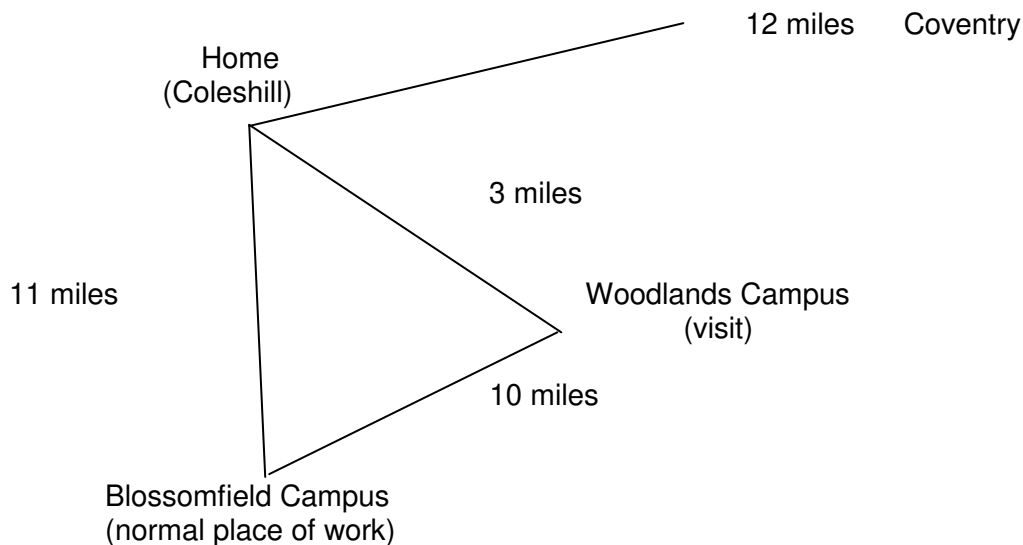 12 miles Coventry
Home
(Coleshill)
3 miles
11 miles
Woodlands Campus
(visit)
10 miles
Blossomfield Campus
(normal place of work)